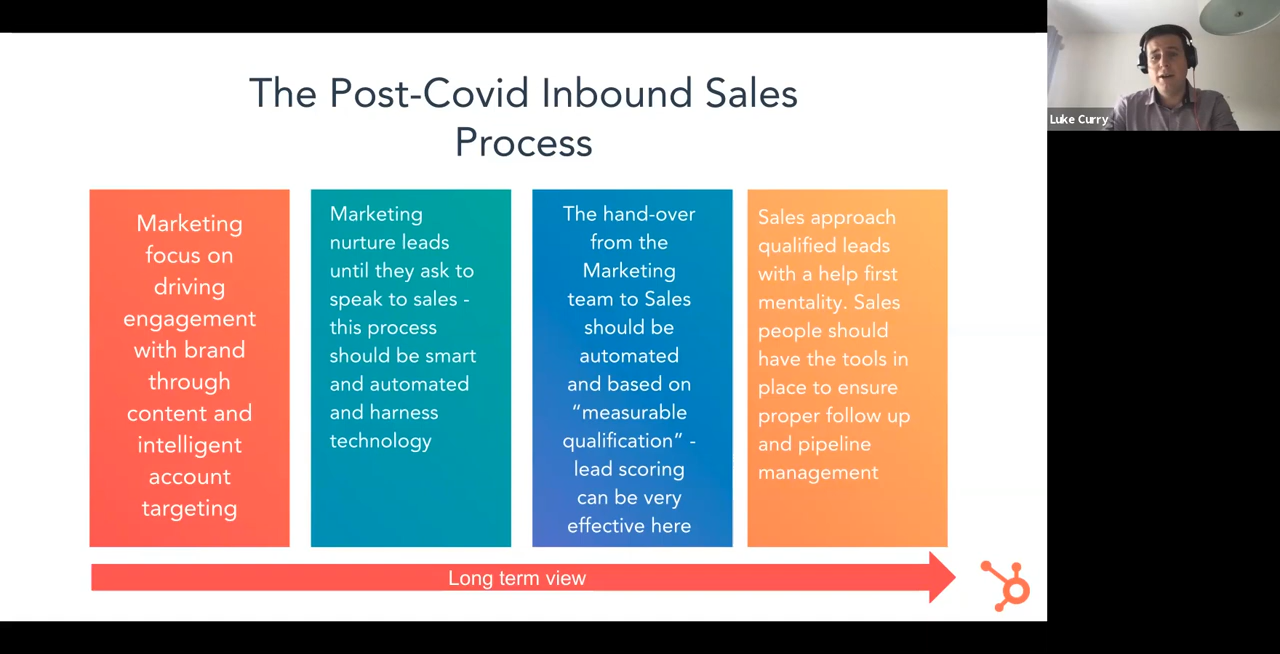 The Post-Covid Inbound Sales
Process
Marketing
focus on
driving
engagement
with brand
through
content and
intelligent
account
targeting
Marketing
nurture leads
until they ask to
speak to sales -
this process
should be smart
and automated
and harness
technology
The hand-over
from the
Marketing
team to Sales
should be
automated
and based on
“measurable
qualification” -
lead scoring
can be very
effective here
Sales approach
qualified leads
with a help first
mentality. Sales
people should
have the tools in
place to ensure
proper follow up
and pipeline
management
Long term view
Luke Curry